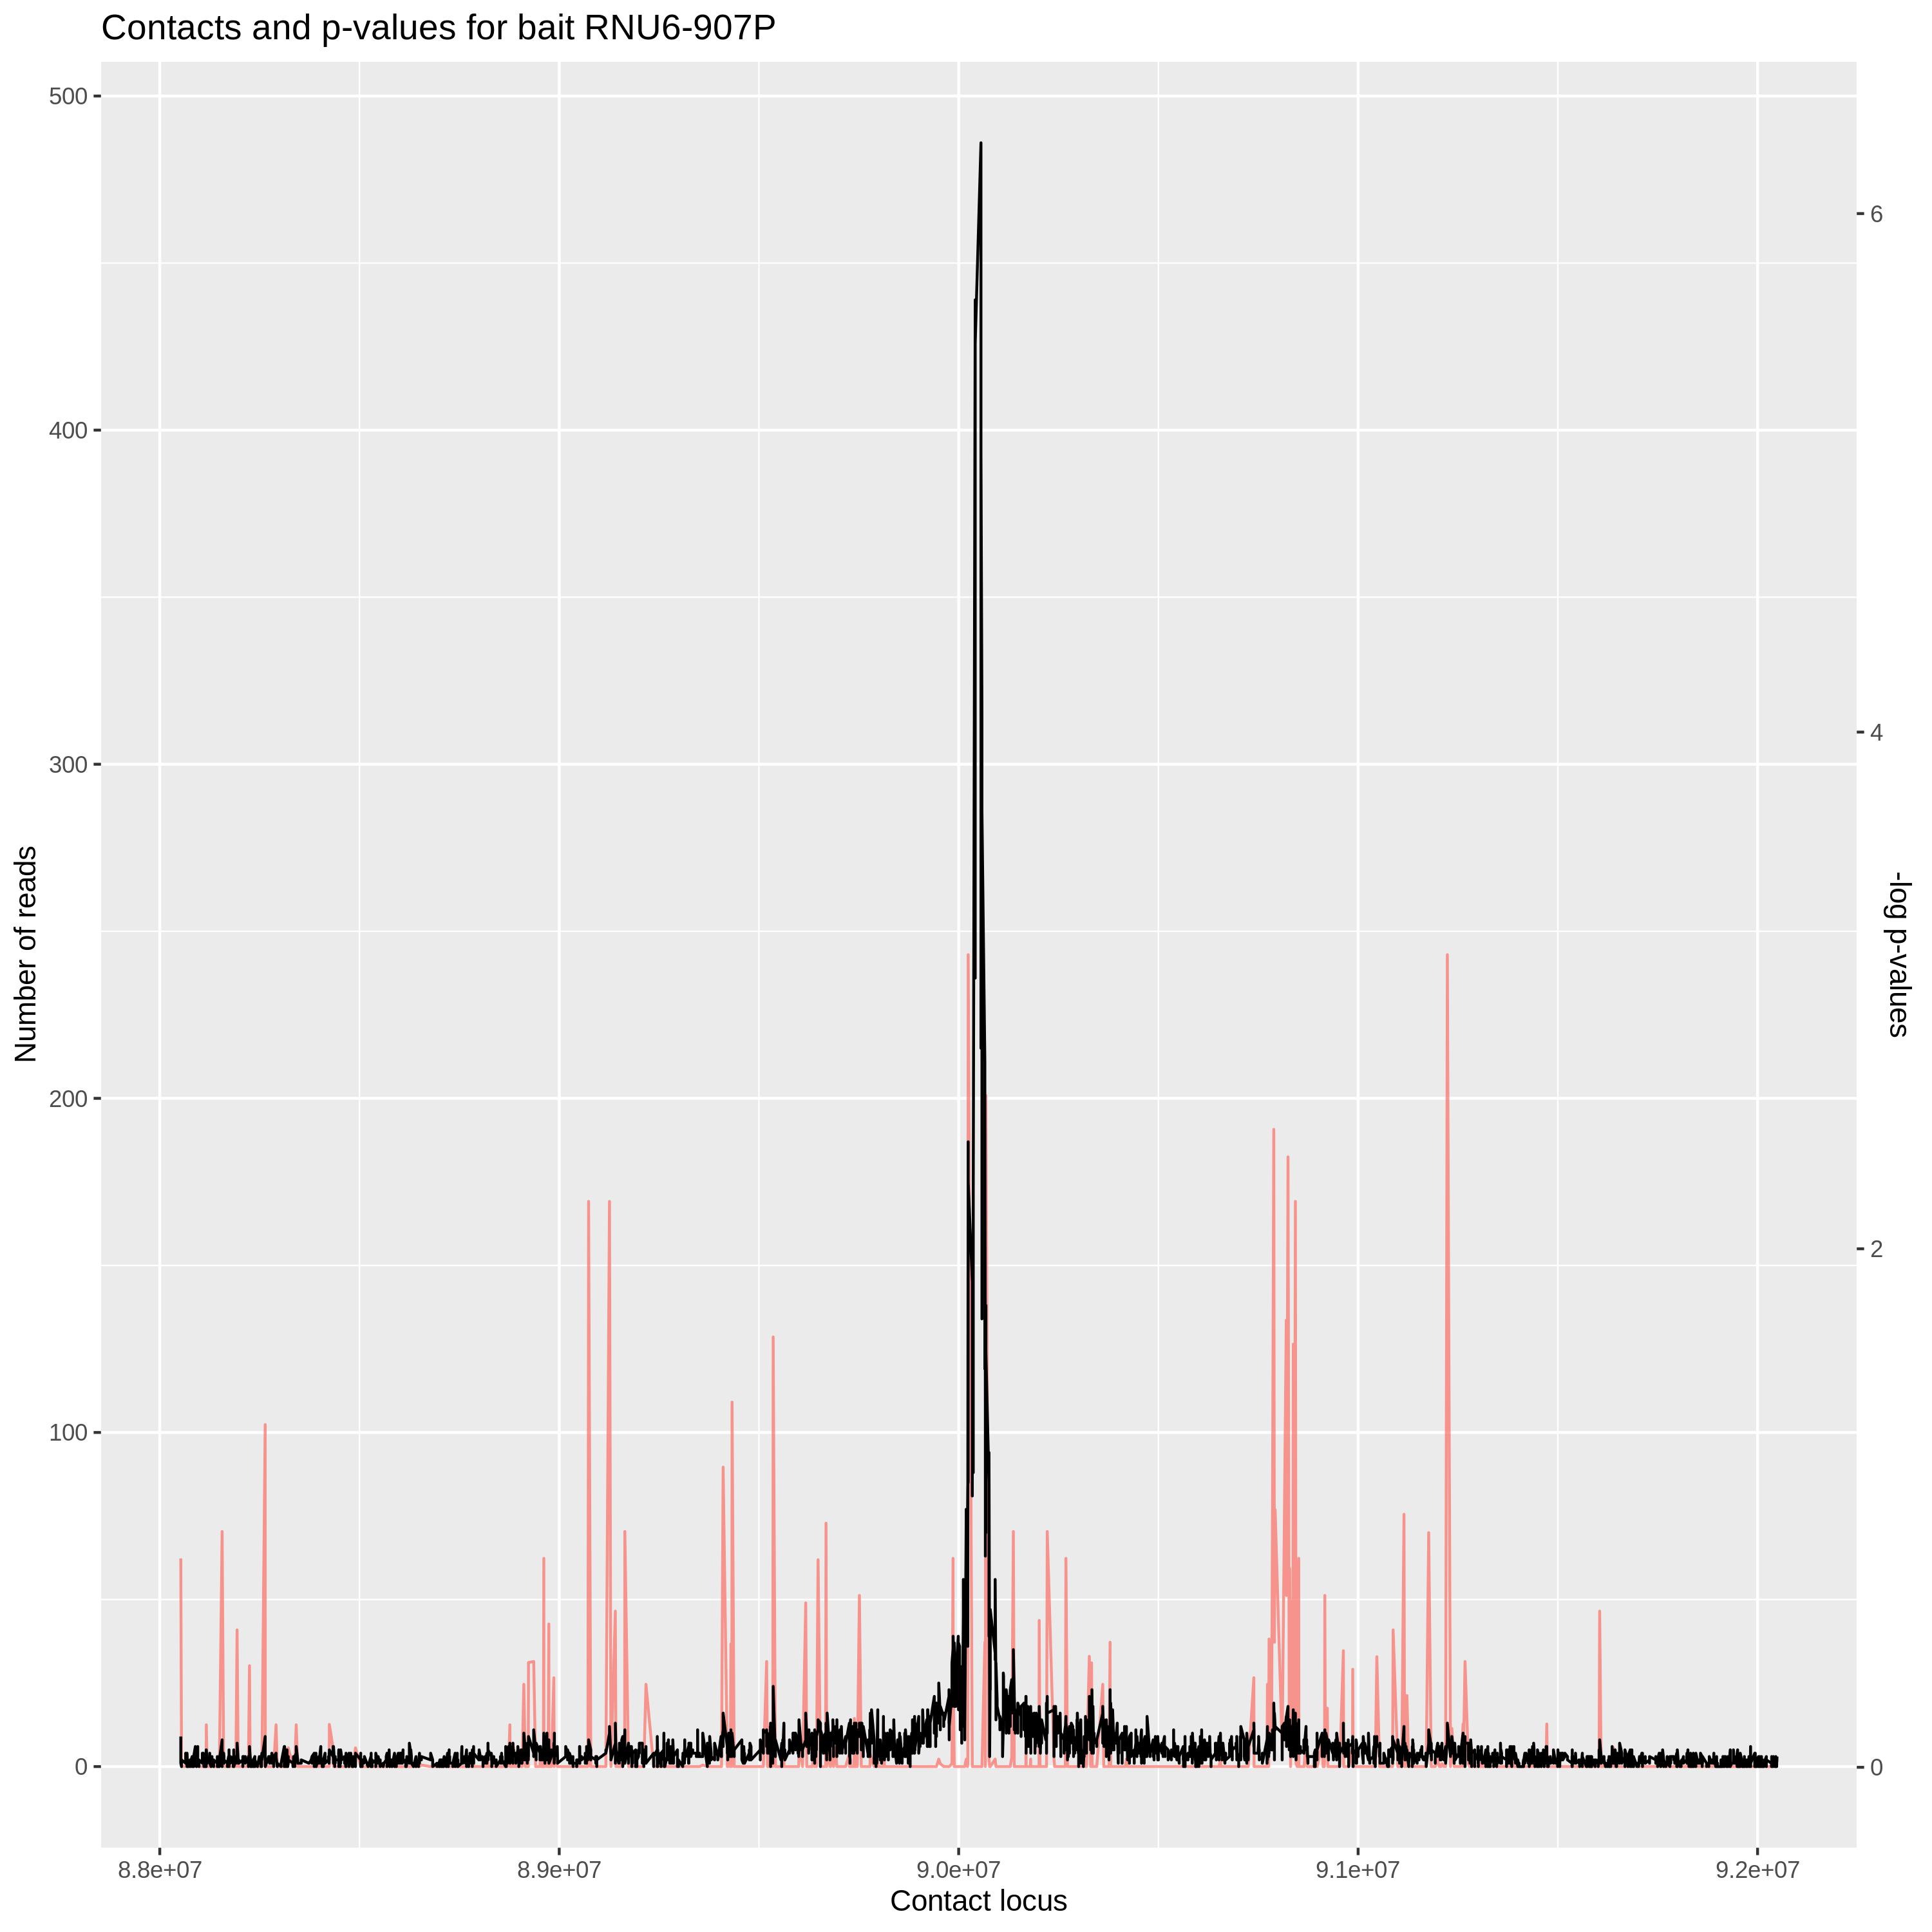 Contacts and p-values for bait RNU6-907P
500
400
300
200
100
0
6
4
2
0
Number of reads
-log p-values
8.8e+07
8.9e+07
9.0e+07
9.1e+07
9.2e+07
Contact locus